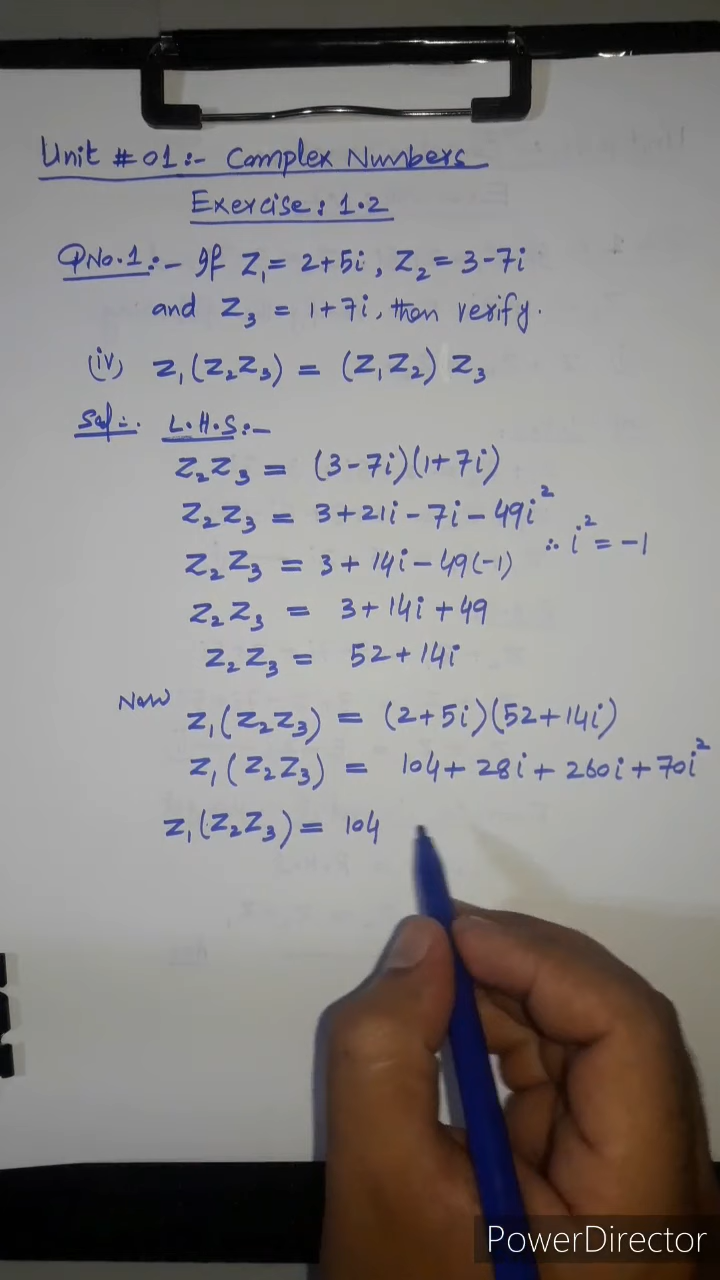 Unit # 01:- Complex Numbers
Exercise: 1.2
QNo.1:- If Z₁ = 2+5i, Z₂ = 3-7i
and Z₃ = 1+7i, then verify.
(iv) Z₁(Z₂Z₃) = (Z₁Z₂) Z₃
Sol:-. L.H.S:-
Z₂Z₃ = (3-7i)(1+7i)
Z₂Z₃ = 3+21i-7i-49i²
Z₂Z₃ = 3+14i-49(-1) ∴ i² = -1
Z₂Z₃ = 3+14i+49
Z₂Z₃ = 52+14i
Now Z₁(Z₂Z₃) = (2+5i)(52+14i)
Z₁(Z₂Z₃) = 104+28i+260i+70i²
Z₁(Z₂Z₃) = 104
PowerDirector